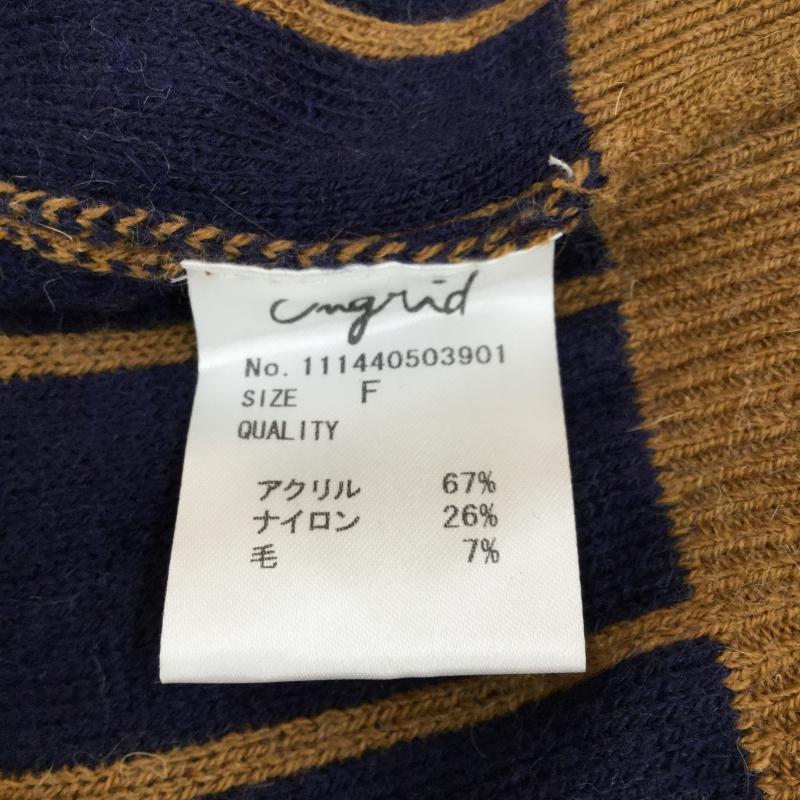 ungrid
No. 111440503901
SIZE F
QUALITY
アクリル 67%
ナイロン 26%
毛 7%